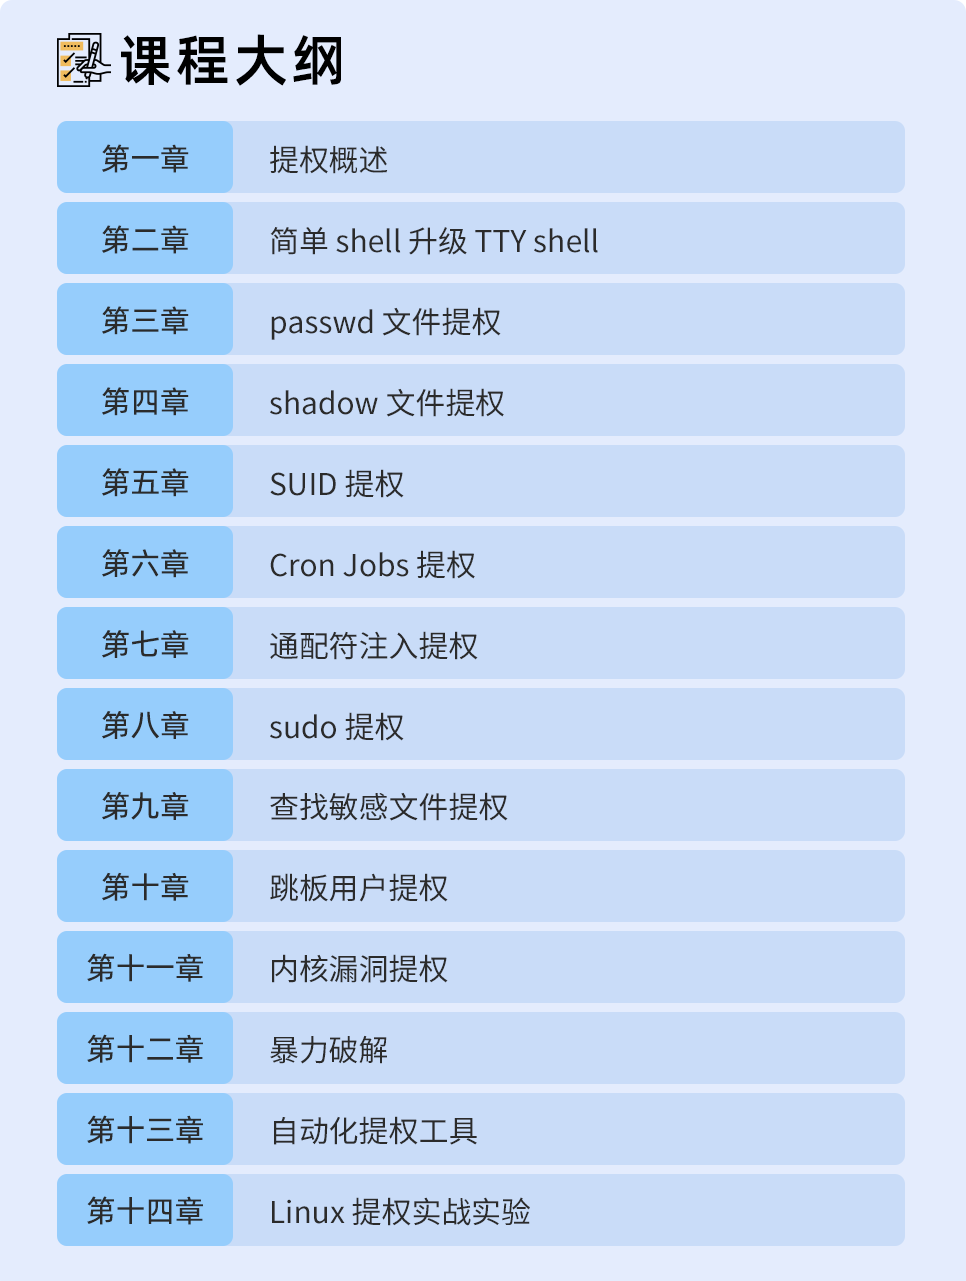 课程大纲
第一章 提权概述
第二章 简单 shell 升级 TTY shell
第三章 passwd 文件提权
第四章 shadow 文件提权
第五章 SUID 提权
第六章 Cron Jobs 提权
第七章 通配符注入提权
第八章 sudo 提权
第九章 查找敏感文件提权
第十章 跳板用户提权
第十一章 内核漏洞提权
第十二章 暴力破解
第十三章 自动化提权工具
第十四章 Linux 提权实战实验